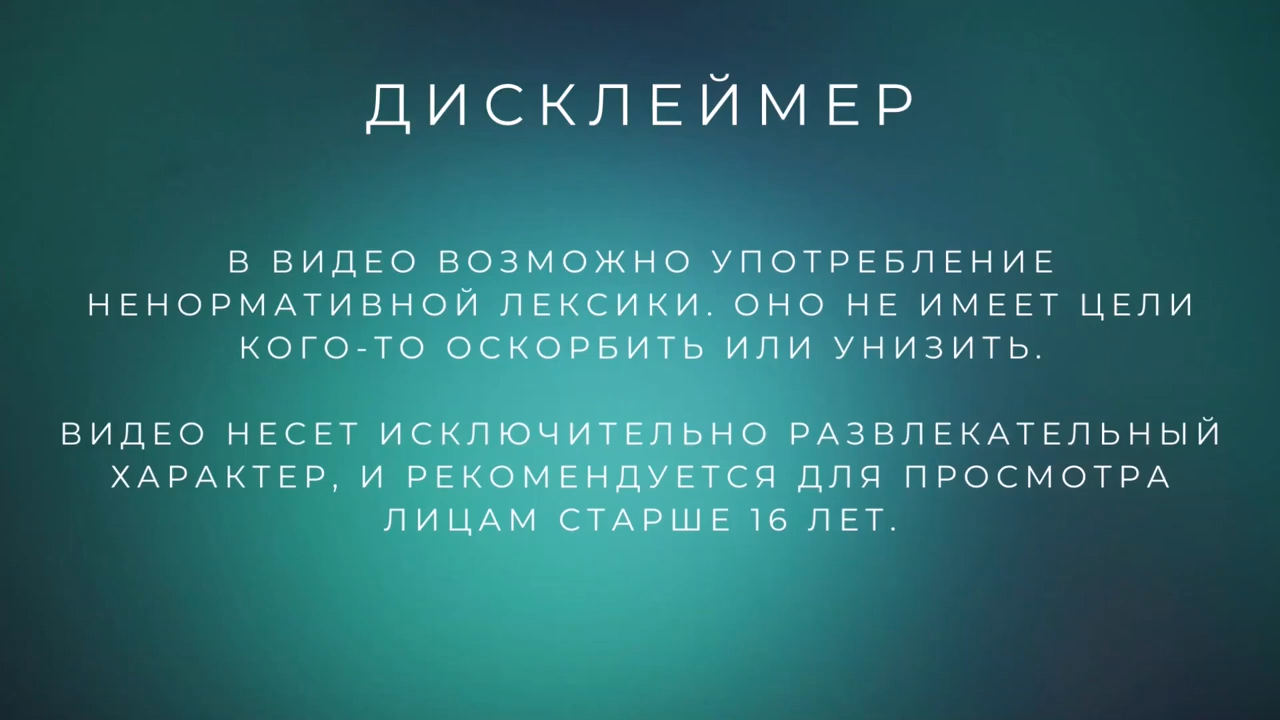 ДИСКЛЕЙМЕР
В ВИДЕО ВОЗМОЖНО УПОТРЕБЛЕНИЕ
НЕНОРМАТИВНОЙ ЛЕКСИКИ. ОНО НЕ ИМЕЕТ ЦЕЛИ
КОГО-ТО ОСКОРБИТЬ ИЛИ УНИЗИТЬ.
ВИДЕО НЕСЕТ ИСКЛЮЧИТЕЛЬНО РАЗВЛЕКАТЕЛЬНЫЙ
ХАРАКТЕР, И РЕКОМЕНДУЕТСЯ ДЛЯ ПРОСМОТРА
ЛИЦАМ СТАРШЕ 16 ЛЕТ.